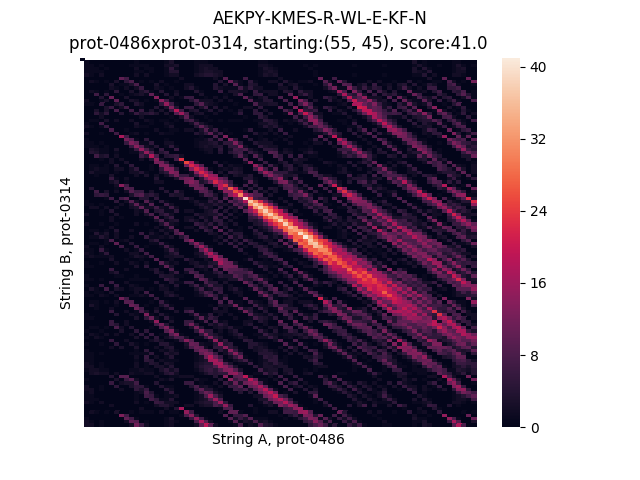 AEKPY-KMES-R-WL-E-KF-N
prot-0486xprot-0314, starting:(55, 45), score:41.0
String B, prot-0314
String A, prot-0486
40
32
24
16
8
0